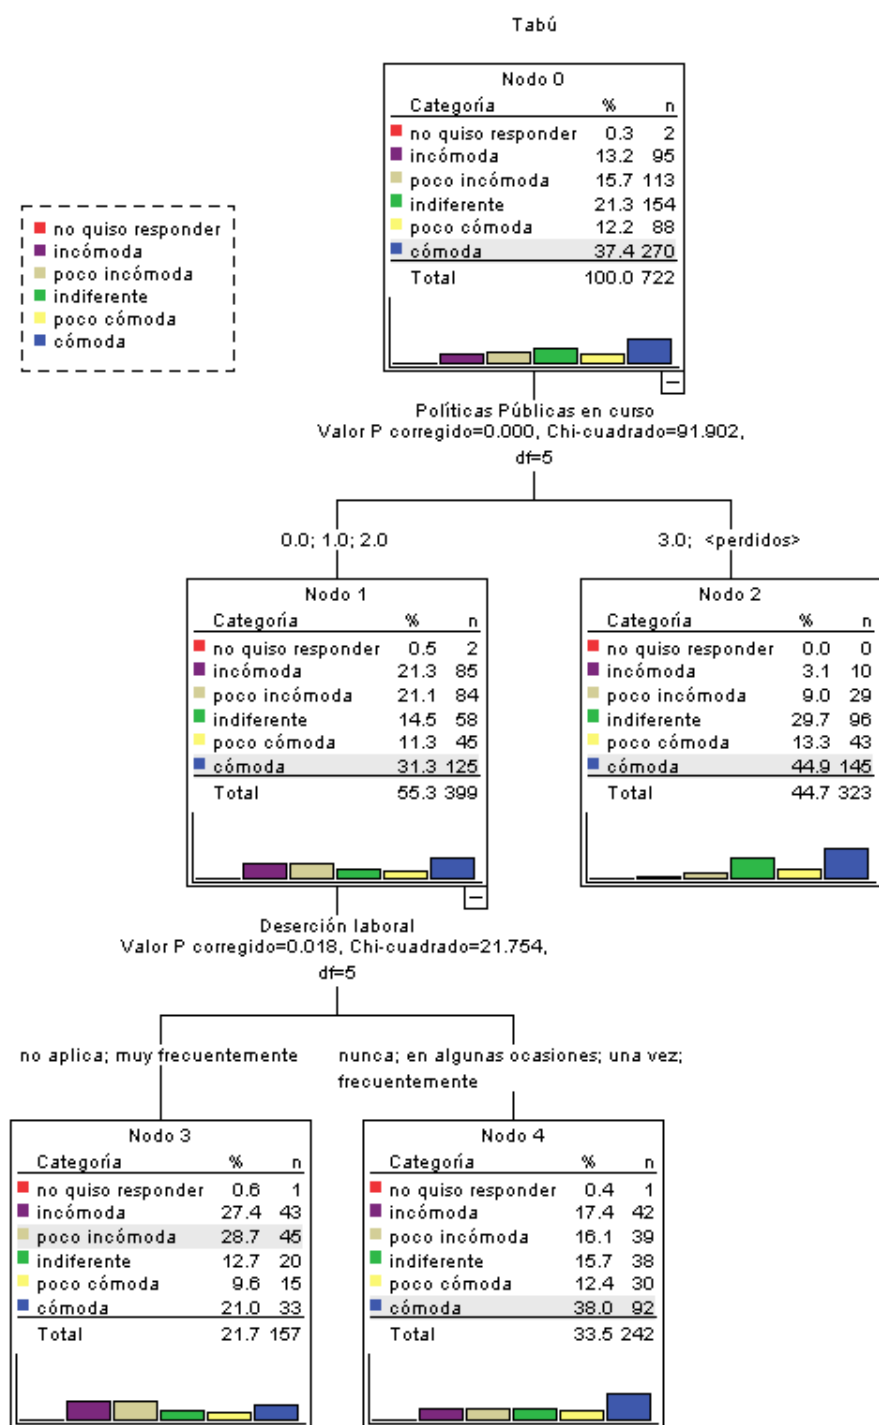 Tabú
Nodo 0
Categoría % n
no quiso responder 0.3 2
incómoda 13.2 95
poco incómoda 15.7 113
indiferente 21.3 154
poco cómoda 12.2 88
cómoda 37.4 270
Total 100.0 722
no quiso responder
incómoda
poco incómoda
indiferente
poco cómoda
cómoda
Políticas Públicas en curso
Valor P corregido=0.000, Chi-cuadrado=91.902,
df=5
0.0; 1.0; 2.0
3.0; <perdidos>
Nodo 1
Categoría % n
no quiso responder 0.5 2
incómoda 21.3 85
poco incómoda 21.1 84
indiferente 14.5 58
poco cómoda 11.3 45
cómoda 31.3 125
Total 55.3 399
Nodo 2
Categoría % n
no quiso responder 0.0 0
incómoda 3.1 10
poco incómoda 9.0 29
indiferente 29.7 96
poco cómoda 13.3 43
cómoda 44.9 145
Total 44.7 323
Deserción laboral
Valor P corregido=0.018, Chi-cuadrado=21.754,
df=5
no aplica; muy frecuentemente
nunca; en algunas ocasiones; una vez;
frecuentemente
Nodo 3
Categoría % n
no quiso responder 0.6 1
incómoda 27.4 43
poco incómoda 28.7 45
indiferente 12.7 20
poco cómoda 9.6 15
cómoda 21.0 33
Total 21.7 157
Nodo 4
Categoría % n
no quiso responder 0.4 1
incómoda 17.4 42
poco incómoda 16.1 39
indiferente 15.7 38
poco cómoda 12.4 30
cómoda 38.0 92
Total 33.5 242